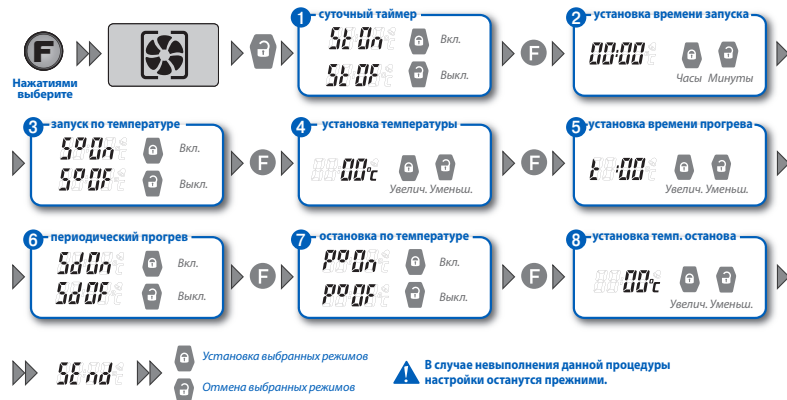 F
Нажатиями
выберите
1 суточный таймер
St On Вкл.
St OF Выкл.
F
2 установка времени запуска
00:00
Часы Минуты
3 запуск по температуре
S° On Вкл.
S° OF Выкл.
F
4 установка температуры
00°c
Увелич. Уменьш.
F
5 установка времени прогрева
t :00
Увелич. Уменьш.
6 периодический прогрев
Sd On Вкл.
Sd OF Выкл.
F
7 остановка по температуре
P° On Вкл.
P° OF Выкл.
F
8 установка темп. останова
00°c
Увелич. Уменьш.
SEnd
Установка выбранных режимов
Отмена выбранных режимов
В случае невыполнения данной процедуры
настройки останутся прежними.